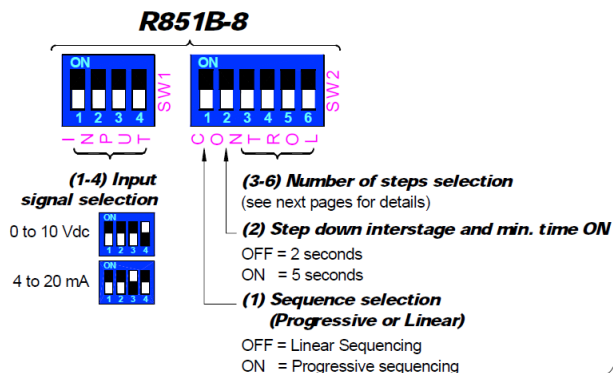 R851B-8
ON
1 2 3 4
SW1
INPUT
ON
1 2 3 4 5 6
SW2
CONTROL
(1-4) Input
signal selection
0 to 10 Vdc
ON
1 2 3 4
4 to 20 mA
ON
1 2 3 4
(3-6) Number of steps selection
(see next pages for details)
(2) Step down interstage and min. time ON
OFF = 2 seconds
ON = 5 seconds
(1) Sequence selection
(Progressive or Linear)
OFF = Linear Sequencing
ON = Progressive sequencing